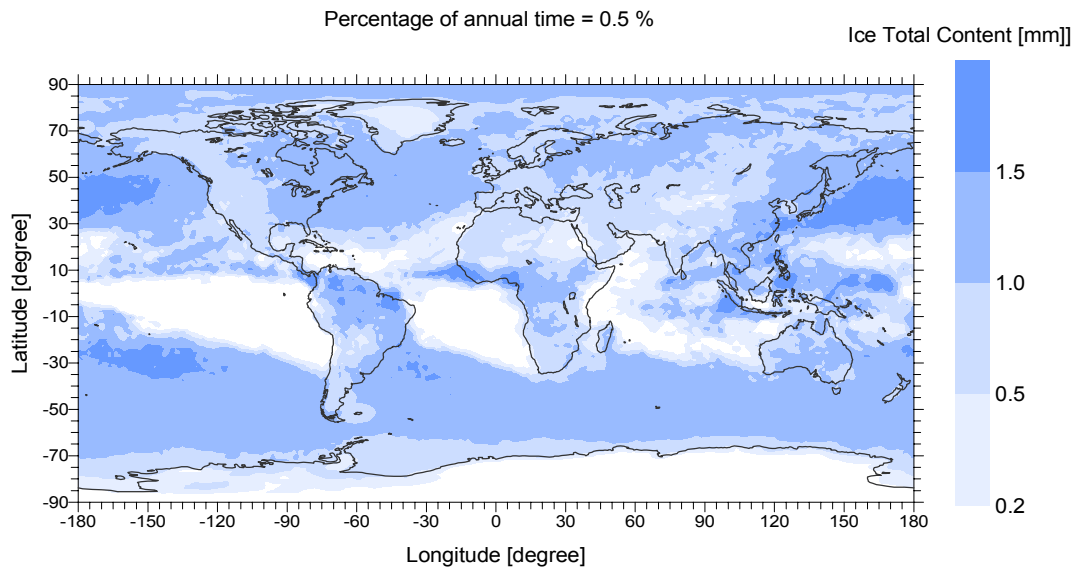 Percentage of annual time = 0.5 %
Ice Total Content [mm]]
90
70
50
30
10
-10
-30
-50
-70
-90
Latitude [degree]
-180 -150 -120 -90 -60 -30 0 30 60 90 120 150 180
Longitude [degree]
1.5
1.0
0.5
0.2